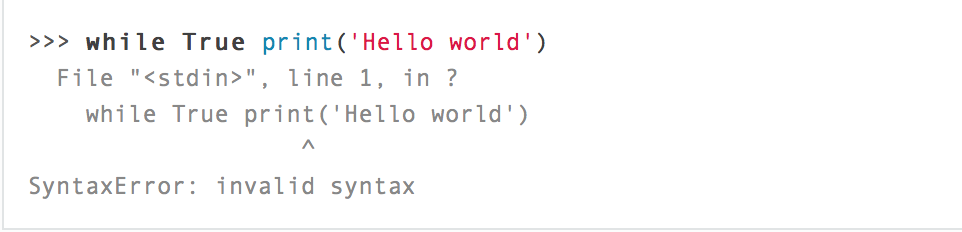 >>> while True print('Hello world')
  File "<stdin>", line 1, in ?
    while True print('Hello world')
                   ^
SyntaxError: invalid syntax